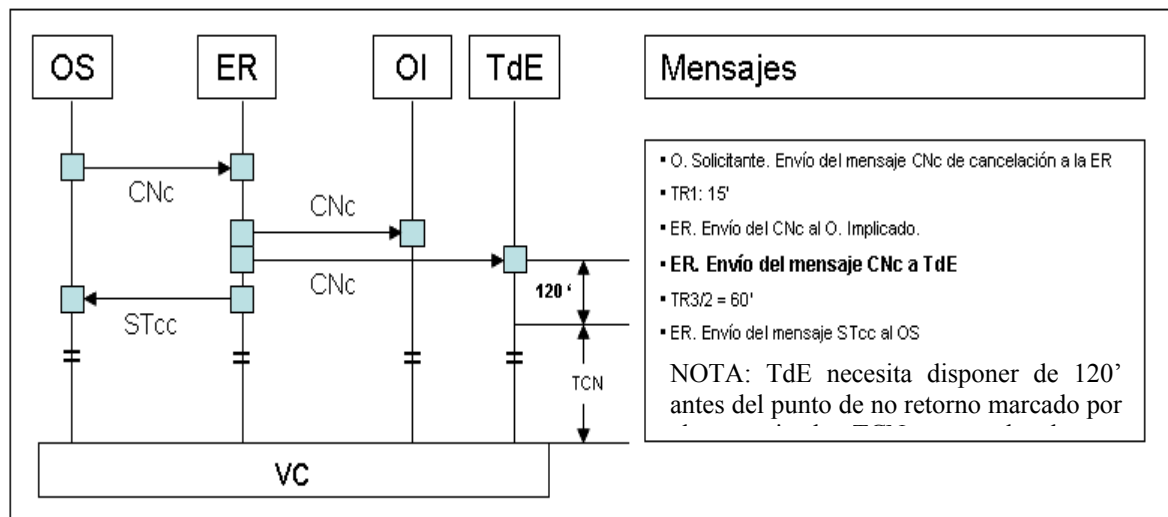 OS ER OI TdE Mensajes
CNc
CNc
CNc
STcc
120 ‘
TCN
VC
▪ O. Solicitante. Envío del mensaje CNc de cancelación a la ER
▪ TR1: 15'
▪ ER. Envío del CNc al O. Implicado.
▪ ER. Envío del mensaje CNc a TdE
▪ TR3/2 = 60'
▪ ER. Envío del mensaje STcc al OS
NOTA: TdE necesita disponer de 120’
antes del punto de no retorno marcado por